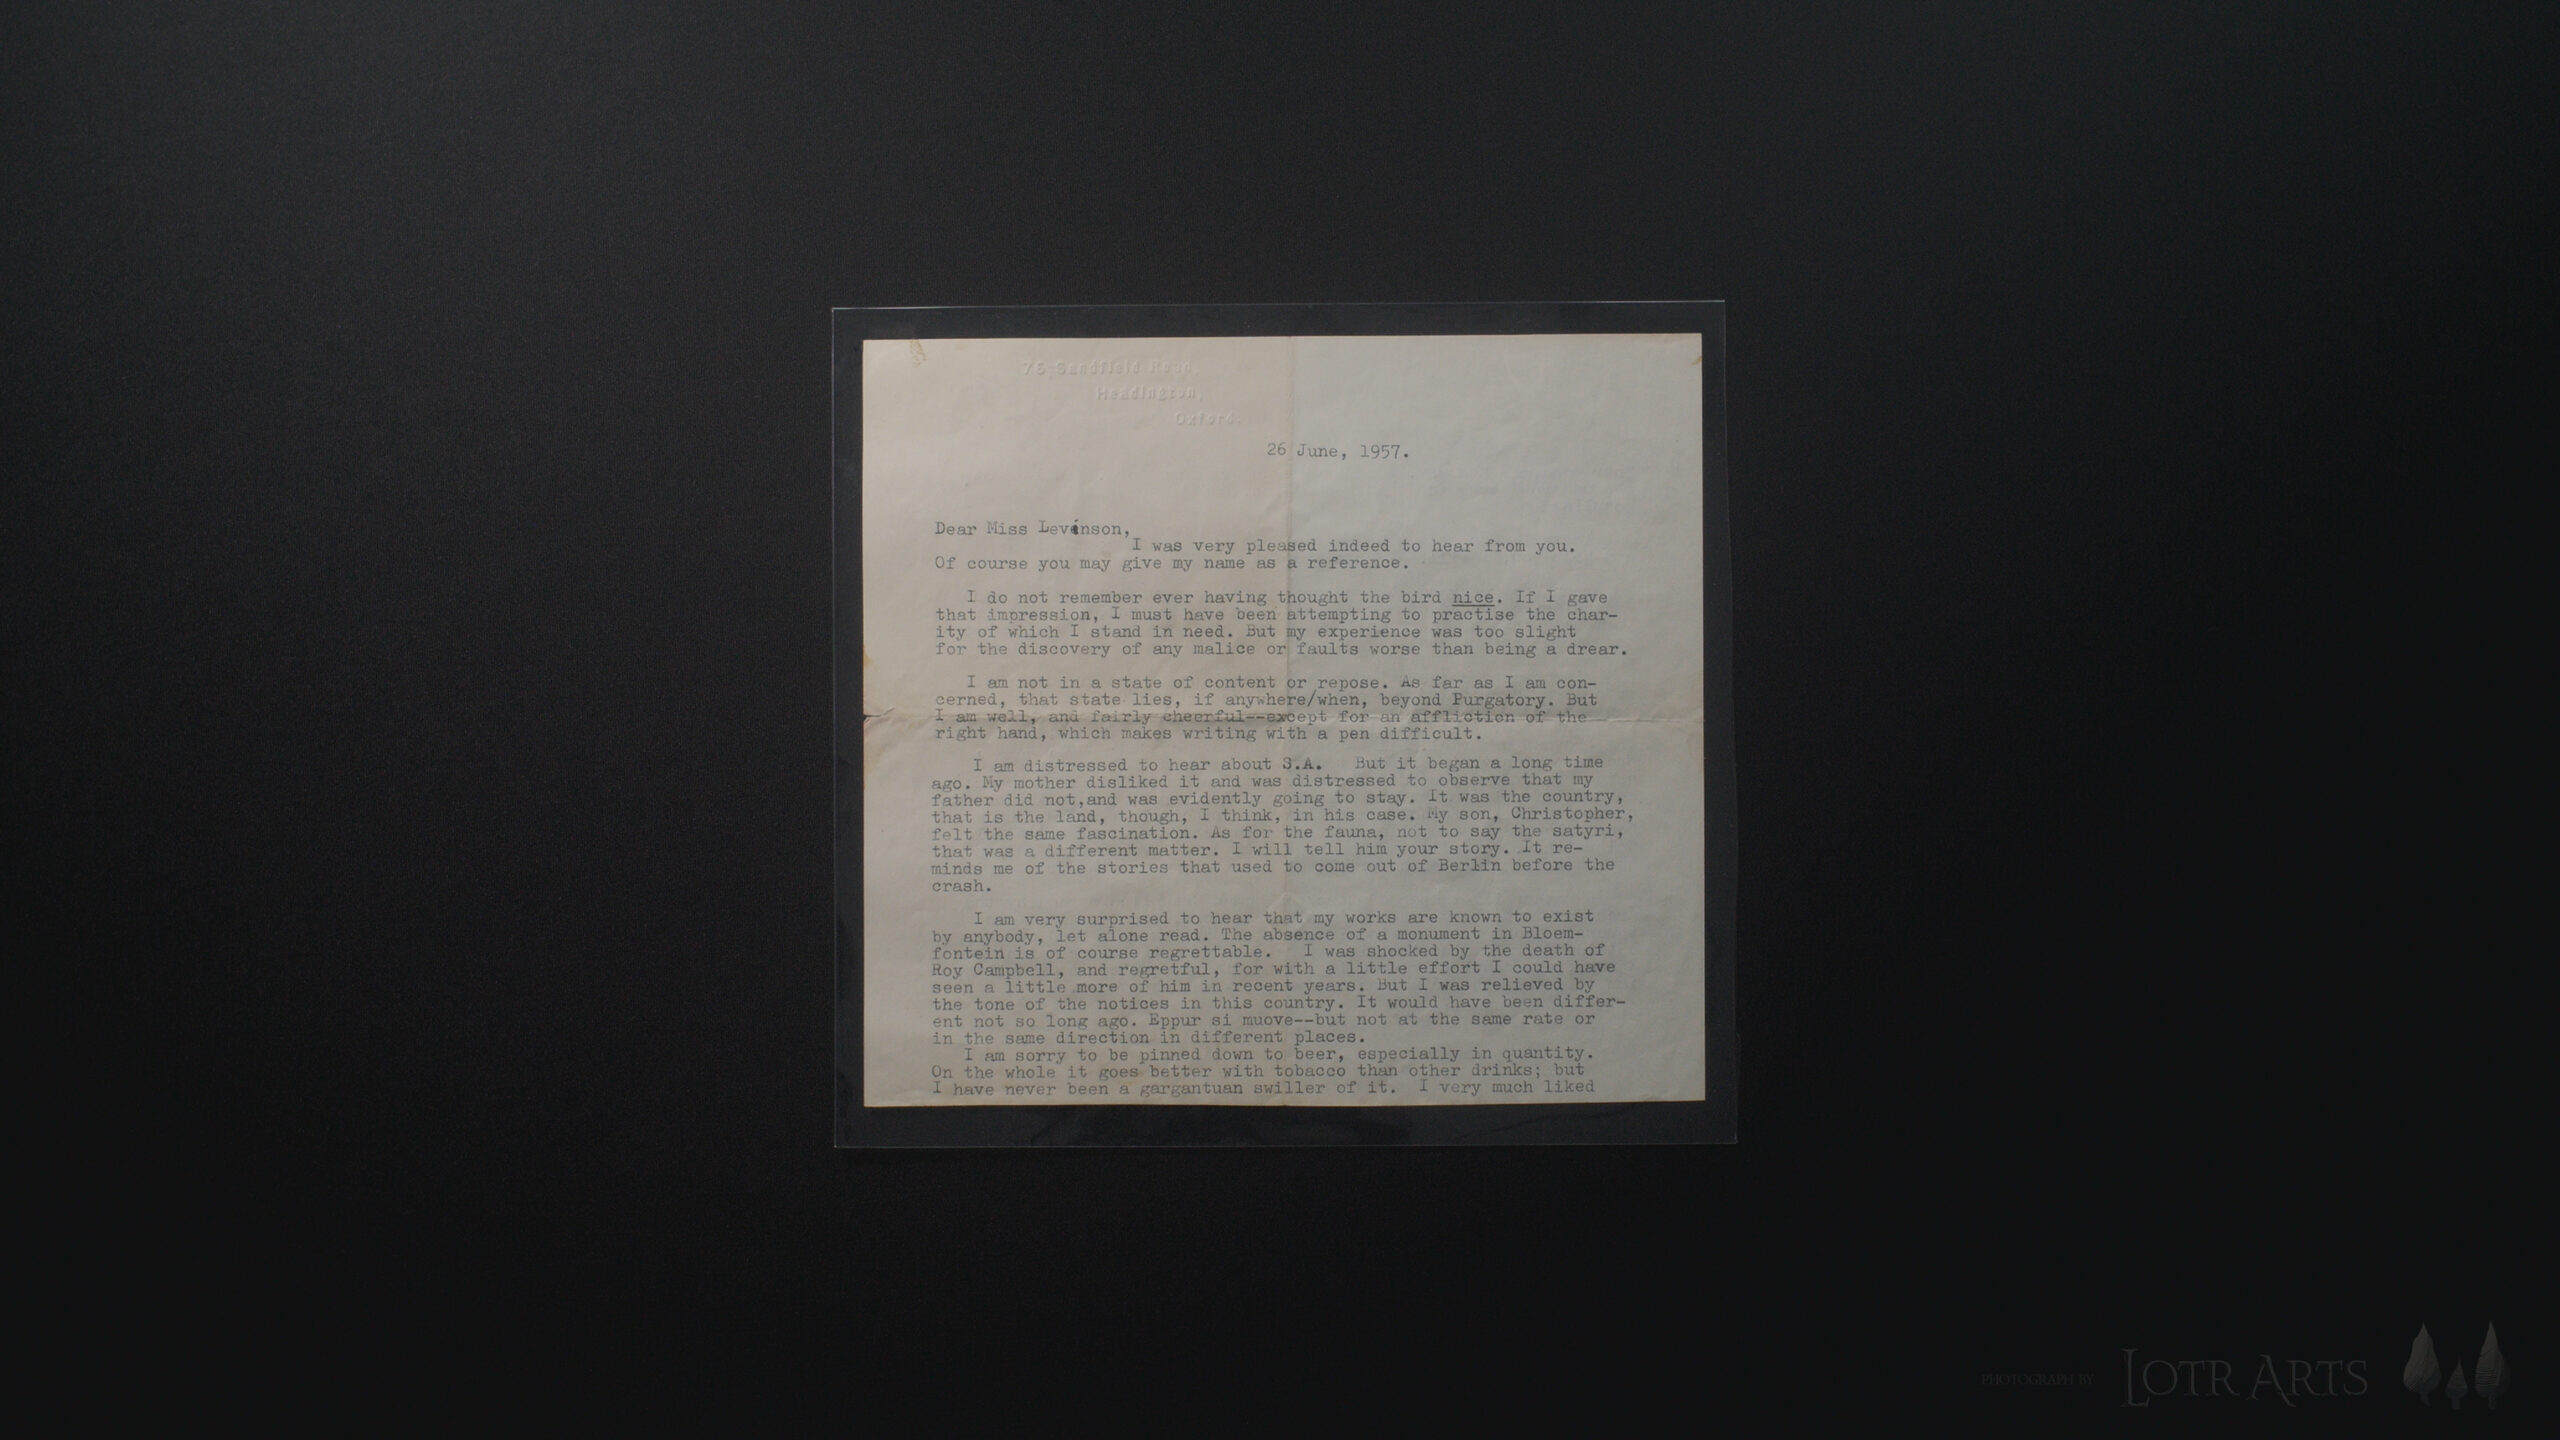 76 Sandfield Road,
Headington,
Oxford.
26 June, 1957.
Dear Miss Levinson,
I was very pleased indeed to hear from you.
Of course you may give my name as a reference.
I do not remember ever having thought the bird nice. If I gave
that impression, I must have been attempting to practise the char-
ity of which I stand in need. But my experience was too slight
for the discovery of any malice or faults worse than being a drear.
I am not in a state of content or repose. As far as I am con-
cerned, that state lies, if anywhere/when, beyond Purgatory. But
I am well, and fairly cheerful--except for an affliction of the
right hand, which makes writing with a pen difficult.
I am distressed to hear about S.A. But it began a long time
ago. My mother disliked it and was distressed to observe that my
father did not,and was evidently going to stay. It was the country,
that is the land, though, I think, in his case. My son, Christopher,
felt the same fascination. As for the fauna, not to say the satyri,
that was a different matter. I will tell him your story. It re-
minds me of the stories that used to come out of Berlin before the
crash.
I am very surprised to hear that my works are known to exist
by anybody, let alone read. The absence of a monument in Bloem-
fontein is of course regrettable. I was shocked by the death of
Roy Campbell, and regretful, for with a little effort I could have
seen a little more of him in recent years. But I was relieved by
the tone of the notices in this country. It would have been differ-
ent not so long ago. Eppur si muove--but not at the same rate or
in the same direction in different places.
I am sorry to be pinned down to beer, especially in quantity.
On the whole it goes better with tobacco than other drinks; but
I have never been a gargantuan swiller of it. I very much liked
PHOTOGRAPH BY LOTR ARTS